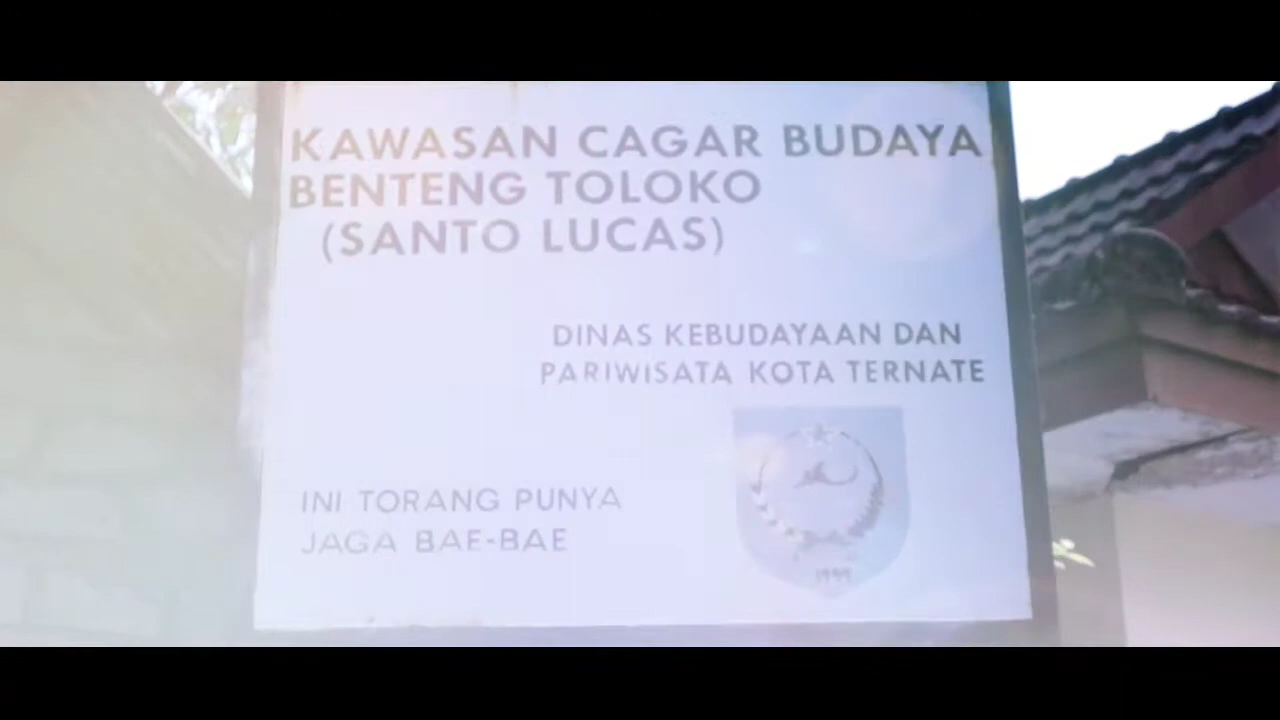 KAWASAN CAGAR BUDAYA
BENTENG TOLOKO
(SANTO LUCAS)
DINAS KEBUDAYAAN DAN
PARIWISATA KOTA TERNATE
INI TORANG PUNYA
JAGA BAE-BAE
1999